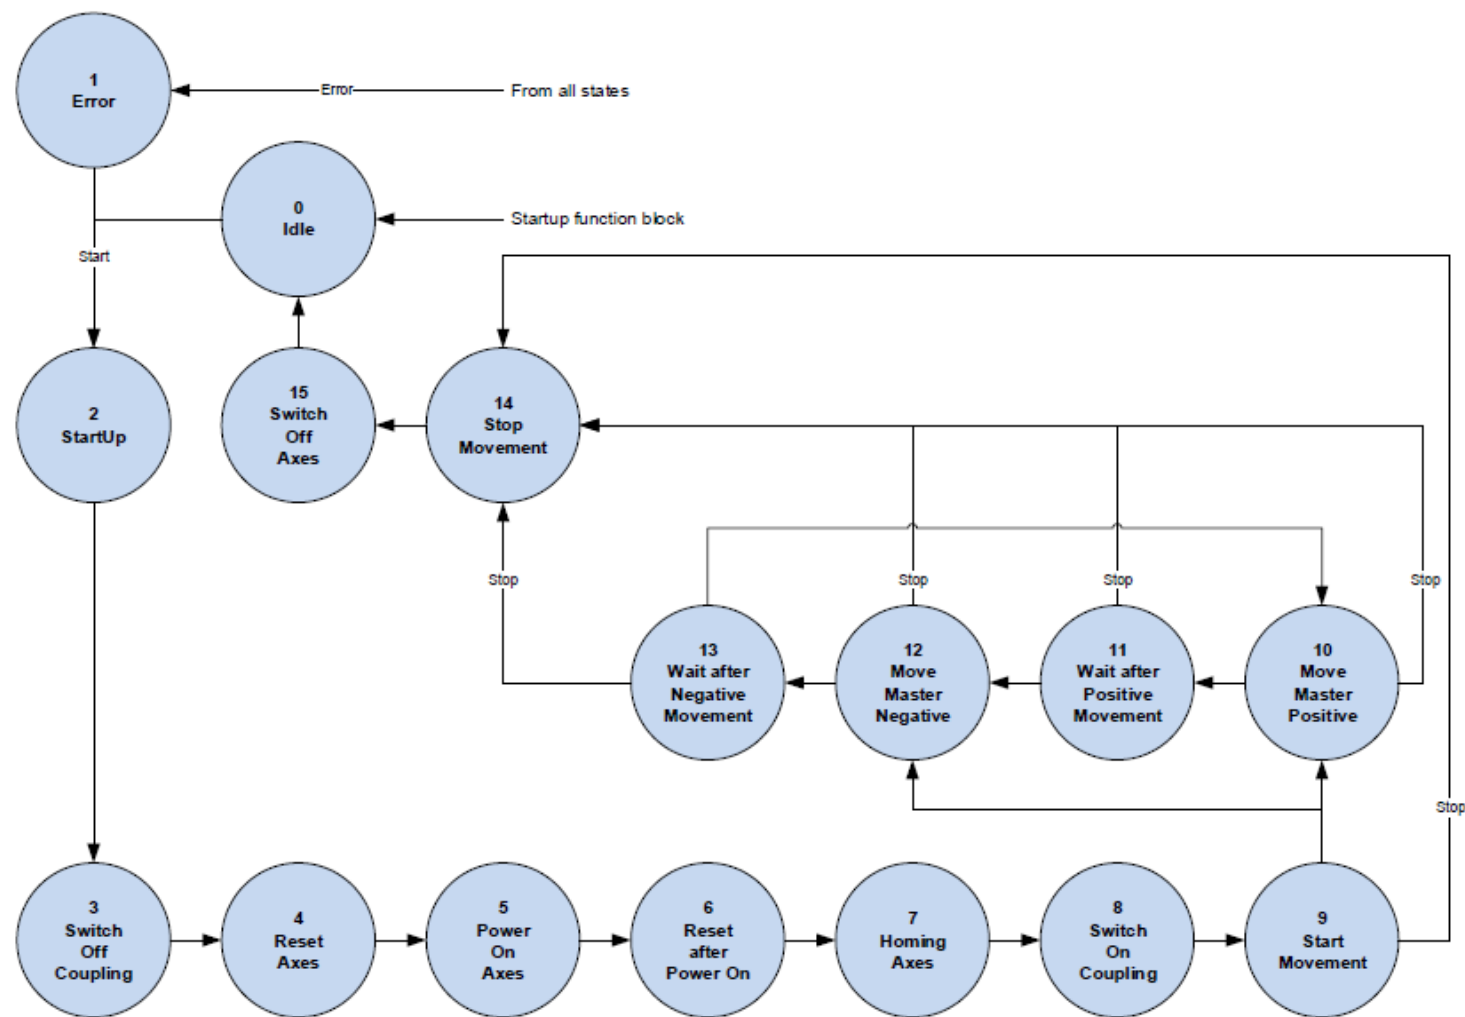 1
Error
Error
From all states
0
Idle
Startup function block
Start
2
StartUp
15
Switch
Off
Axes
14
Stop
Movement
Stop
Stop
Stop
Stop
13
Wait after
Negative
Movement
12
Move
Master
Negative
11
Wait after
Positive
Movement
10
Move
Master
Positive
Stop
3
Switch
Off
Coupling
4
Reset
Axes
5
Power
On
Axes
6
Reset
after
Power On
7
Homing
Axes
8
Switch
On
Coupling
9
Start
Movement